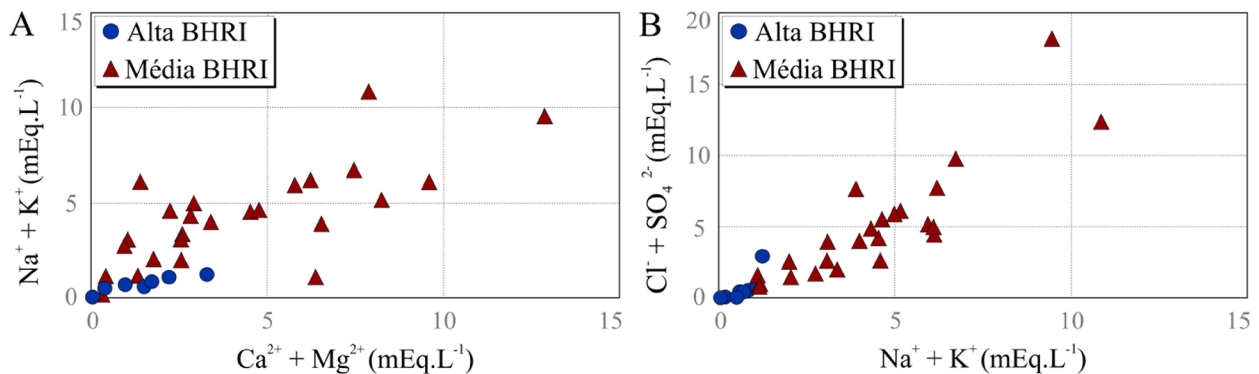 A
Alta BHRI
Média BHRI
15
10
5
0
Na⁺ + K⁺ (mEq.L⁻¹)
0 5 10 15
Ca²⁺ + Mg²⁺ (mEq.L⁻¹)
B
Alta BHRI
Média BHRI
20
15
10
5
0
Cl⁻ + SO₄ ²⁻ (mEq.L⁻¹)
0 5 10 15
Na⁺ + K⁺ (mEq.L⁻¹)